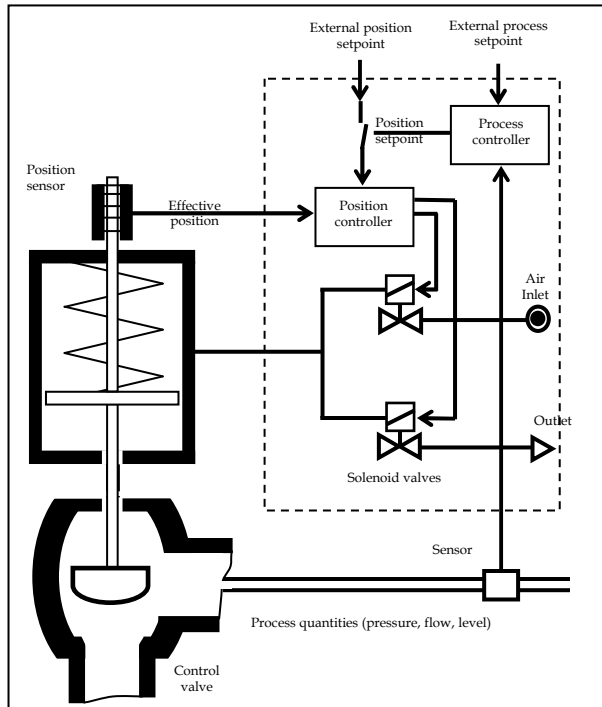 External position
setpoint
External process
setpoint
Position
setpoint
Process
controller
Position
sensor
Effective
position
Position
controller
Air
Inlet
Outlet
Solenoid valves
Sensor
Process quantities (pressure, flow, level)
Control
valve